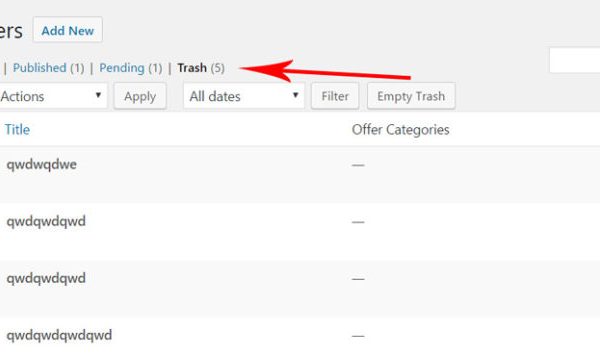 ers Add New
| Published (1) | Pending (1) | Trash (5)
Actions Apply All dates Filter Empty Trash
Title Offer Categories
qwdwqdwe —
qwdqwdqwd —
qwdqwdqwd —
qwdqwdqwdqwd —